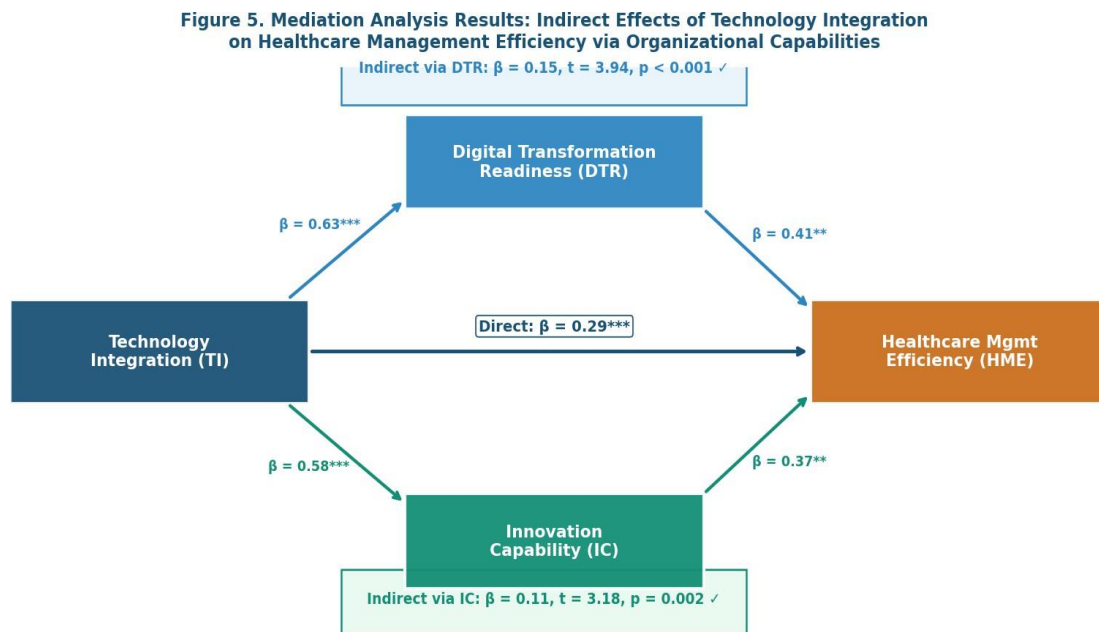 Figure 5. Mediation Analysis Results: Indirect Effects of Technology Integration
on Healthcare Management Efficiency via Organizational Capabilities
Indirect via DTR: β = 0.15, t = 3.94, p < 0.001 ✓
Digital Transformation
Readiness (DTR)
β = 0.63***
β = 0.41**
Direct: β = 0.29***
Technology
Integration (TI)
Healthcare Mgmt
Efficiency (HME)
β = 0.58***
β = 0.37**
Innovation
Capability (IC)
Indirect via IC: β = 0.11, t = 3.18, p = 0.002 ✓